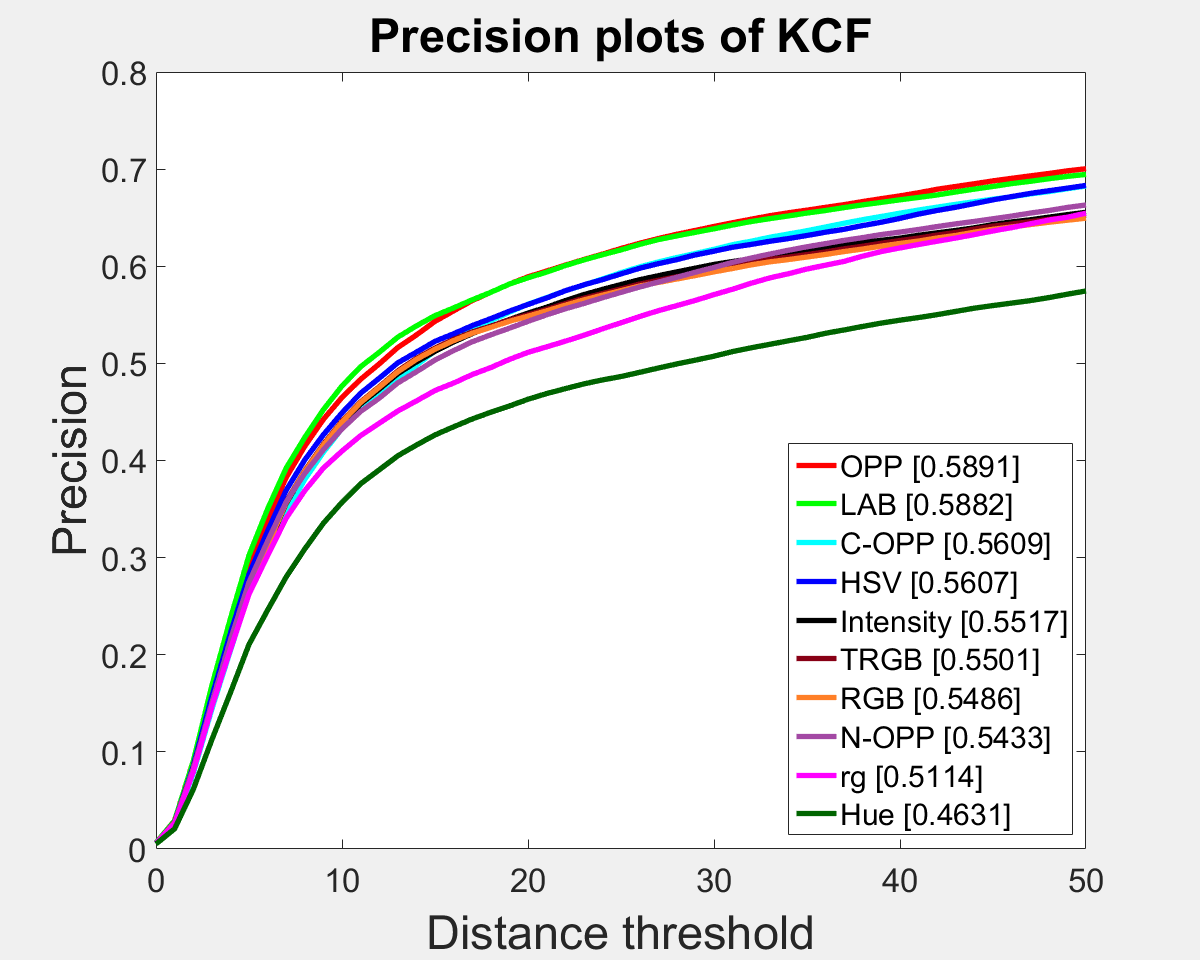 Precision plots of KCF
0.8
0.7
0.6
0.5
0.4
0.3
0.2
0.1
0
Precision
OPP [0.5891]
LAB [0.5882]
C-OPP [0.5609]
HSV [0.5607]
Intensity [0.5517]
TRGB [0.5501]
RGB [0.5486]
N-OPP [0.5433]
rg [0.5114]
Hue [0.4631]
0 10 20 30 40 50
Distance threshold